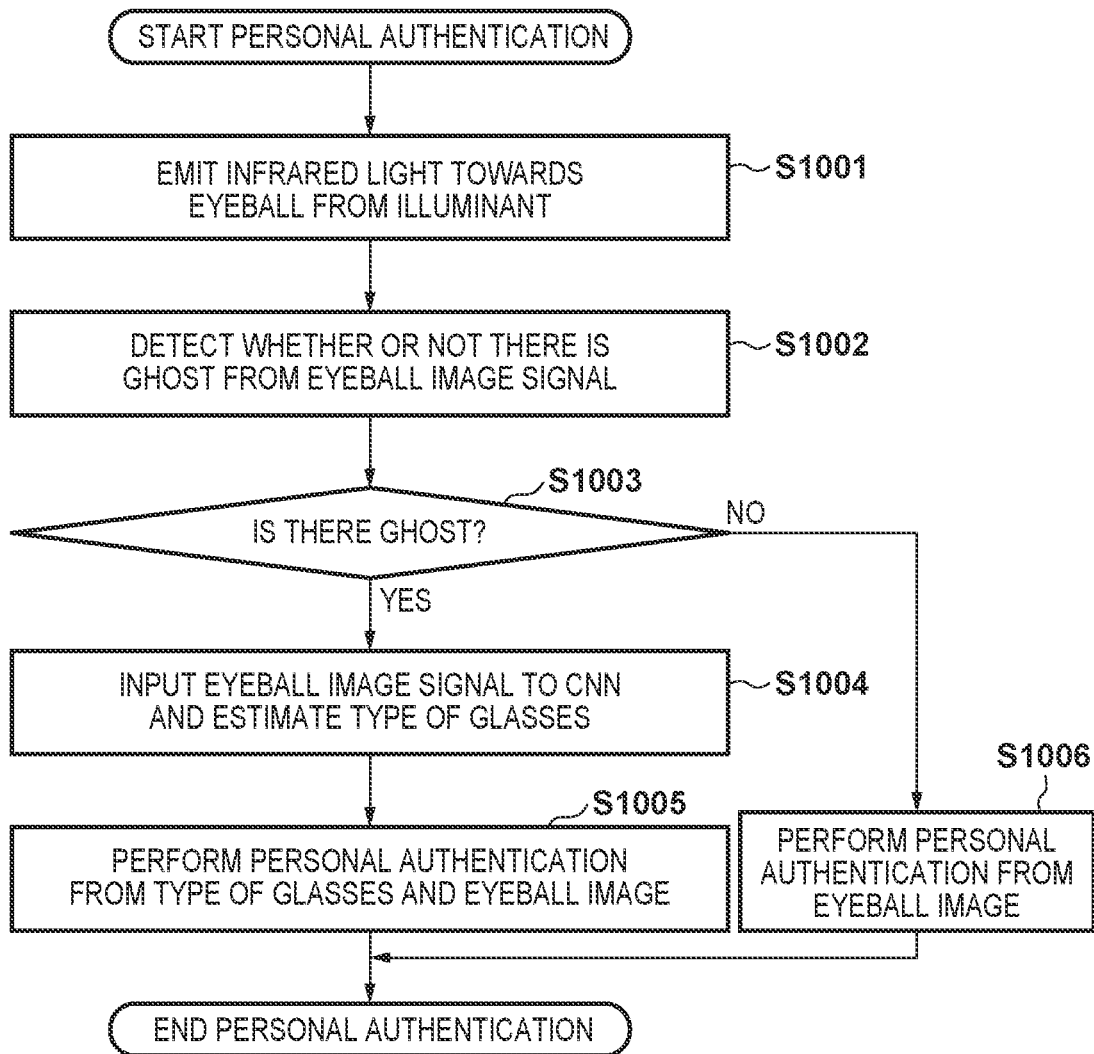 START PERSONAL AUTHENTICATION
EMIT INFRARED LIGHT TOWARDS
EYEBALL FROM ILLUMINANT
S1001
DETECT WHETHER OR NOT THERE IS
GHOST FROM EYEBALL IMAGE SIGNAL
S1002
S1003
IS THERE GHOST?
NO
YES
INPUT EYEBALL IMAGE SIGNAL TO CNN
AND ESTIMATE TYPE OF GLASSES
S1004
S1005
PERFORM PERSONAL AUTHENTICATION
FROM TYPE OF GLASSES AND EYEBALL IMAGE
S1006
PERFORM PERSONAL
AUTHENTICATION FROM
EYEBALL IMAGE
END PERSONAL AUTHENTICATION